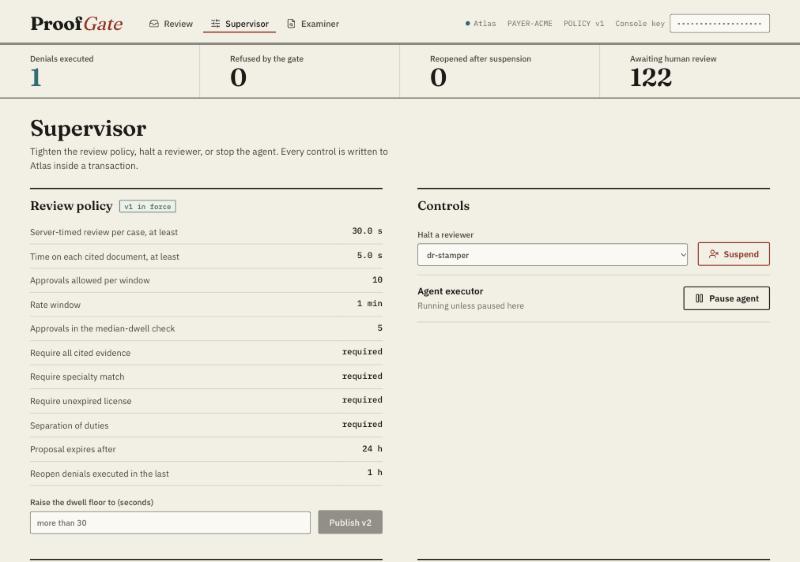 ProofGate
Review
Supervisor
Examiner
Atlas PAYER-ACME POLICY v1 Console key
Denials executed
1
Refused by the gate
0
Reopened after suspension
0
Awaiting human review
122
Supervisor
Tighten the review policy, halt a reviewer, or stop the agent. Every control is written to
Atlas inside a transaction.
Review policy v1 in force
Server-timed review per case, at least 30.0 s
Time on each cited document, at least 5.0 s
Approvals allowed per window 10
Rate window 1 min
Approvals in the median-dwell check 5
Require all cited evidence required
Require specialty match required
Require unexpired license required
Separation of duties required
Proposal expires after 24 h
Reopen denials executed in the last 1 h
Raise the dwell floor to (seconds)
more than 30
Publish v2
Controls
Halt a reviewer
dr-stamper
Suspend
Agent executor
Running unless paused here
Pause agent